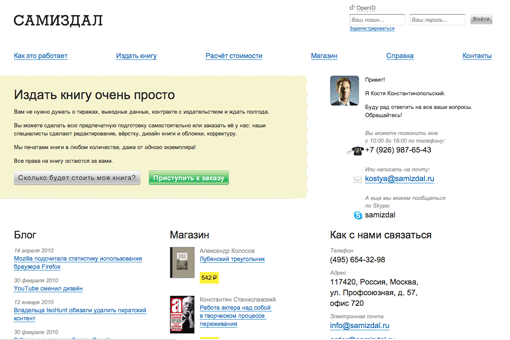 САМИЗДАЛ
OpenID
Ваш логин...
Ваш пароль...
Войти
Зарегистрироваться
Как это работает
Издать книгу
Расчёт стоимости
Магазин
Справка
Контакты
Издать книгу очень просто
Вам не нужно думать о тиражах, выходных данных, контракте с издательством и ждать полгода.
Вы можете сделать всю предпечатную подготовку самостоятельно или заказать её у нас: наши
специалисты сделают редактирование, вёрстку, дизайн книги и обложки, корректуру.
Мы печатаем книги в любом количестве, даже от одного экземпляра!
Все права на книгу остаются за вами.
Сколько будет стоить моя книга?
Приступить к заказу
Привет!
Я Костя Константинопольский.
Буду рад ответить на все ваши вопросы.
Обращайтесь!
Вы можете позвонить мне
с 10:00 до 18:00 по телефону:
+7 (926) 987-65-43
Или написать на почту:
kostya@samizdal.ru
А еще мы можем пообщаться
по Skype:
samizdal
Блог
14 апреля 2010
Mozilla подсчитала статистику использования
браузера Firefox
30 февраля 2010
YouTube сменил дизайн
12 января 2010
Владельца IsoHunt обязали удалить пиратский
контент
30 февраля 2010
Магазин
Александр Колосов
Лубянский треугольник
542 Р
Константин Станиславский
Работа актера над собой
в творческом процессе
переживания
Как с нами связаться
Телефон
(495) 654-32-98
Адрес
117420, Россия, Москва,
ул. Профсоюзная, д. 57,
офис 720
Электронная почта
info@samizdal.ru